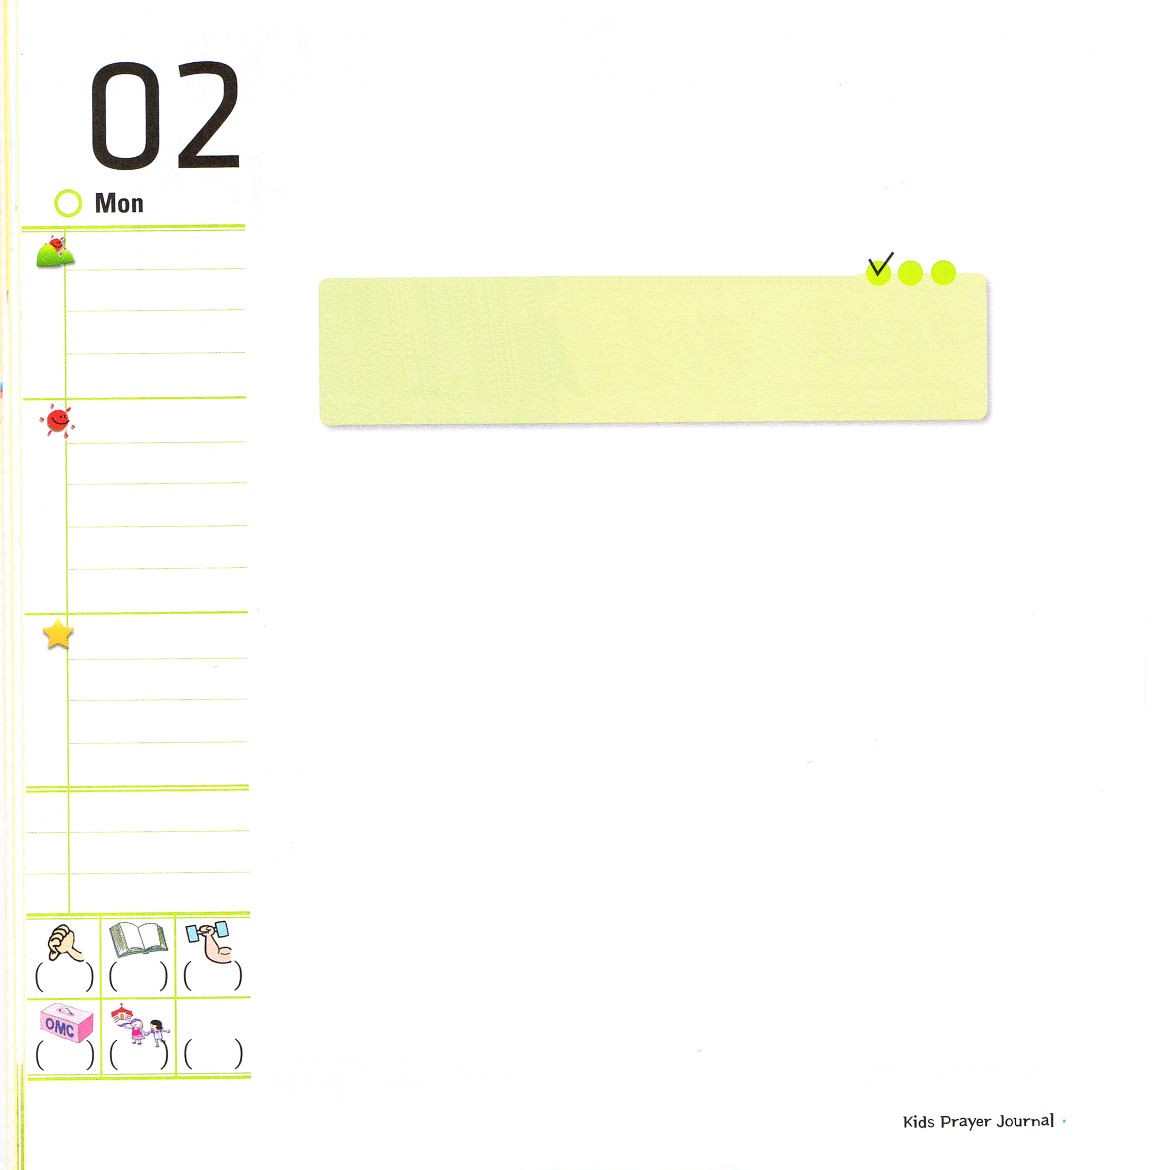 02
Mon
( ) ( ) ( )
OMC
( ) ( ) ( )
Kids Prayer Journal